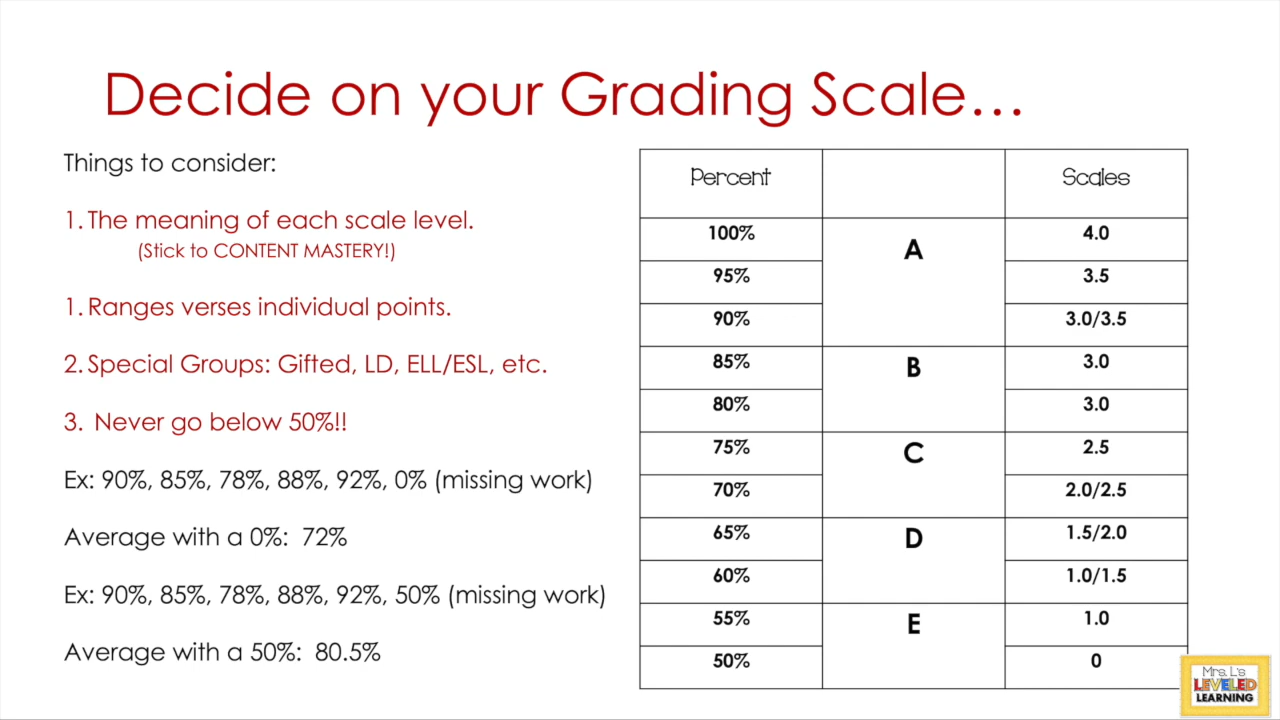 Decide on your Grading Scale...
Things to consider:
1. The meaning of each scale level.
(Stick to CONTENT MASTERY!)
1. Ranges verses individual points.
2. Special Groups: Gifted, LD, ELL/ESL, etc.
3. Never go below 50%!!
Ex: 90%, 85%, 78%, 88%, 92%, 0% (missing work)
Average with a 0%: 72%
Ex: 90%, 85%, 78%, 88%, 92%, 50% (missing work)
Average with a 50%: 80.5%
Percent Scales
100% A 4.0
95% 3.5
90% 3.0/3.5
85% B 3.0
80% 3.0
75% C 2.5
70% 2.0/2.5
65% D 1.5/2.0
60% 1.0/1.5
55% E 1.0
50% 0
Mrs. L's
LEVELED
LEARNING